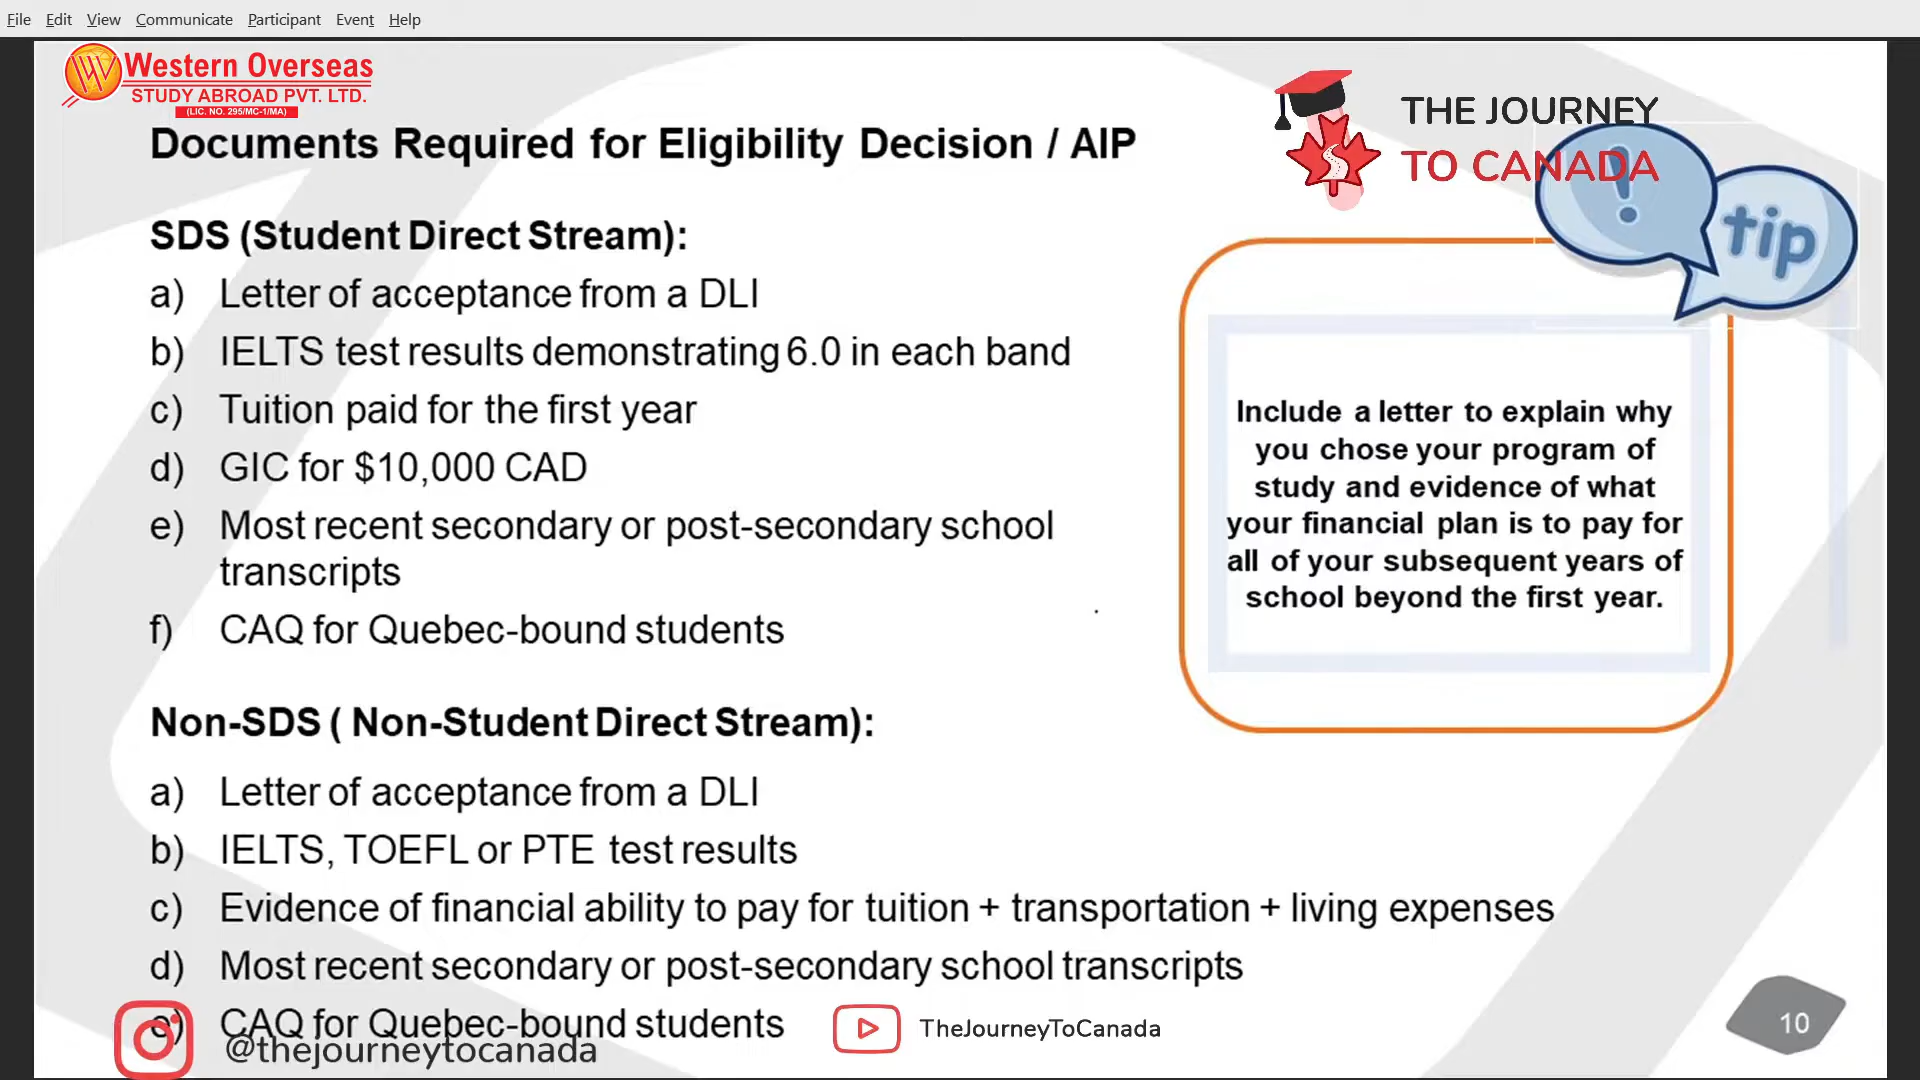 File Edit View Communicate Participant Event Help
Western Overseas
STUDY ABROAD PVT. LTD.
(LIC. NO. 295/MC-1/MA)
THE JOURNEY
TO CANADA
! tip
Documents Required for Eligibility Decision / AIP
SDS (Student Direct Stream):
a) Letter of acceptance from a DLI
b) IELTS test results demonstrating 6.0 in each band
c) Tuition paid for the first year
d) GIC for $10,000 CAD
e) Most recent secondary or post-secondary school
transcripts
f) CAQ for Quebec-bound students
Include a letter to explain why
you chose your program of
study and evidence of what
your financial plan is to pay for
all of your subsequent years of
school beyond the first year.
Non-SDS ( Non-Student Direct Stream):
a) Letter of acceptance from a DLI
b) IELTS, TOEFL or PTE test results
c) Evidence of financial ability to pay for tuition + transportation + living expenses
d) Most recent secondary or post-secondary school transcripts
e) CAQ for Quebec-bound students
@thejourneytocanada
TheJourneyToCanada
10